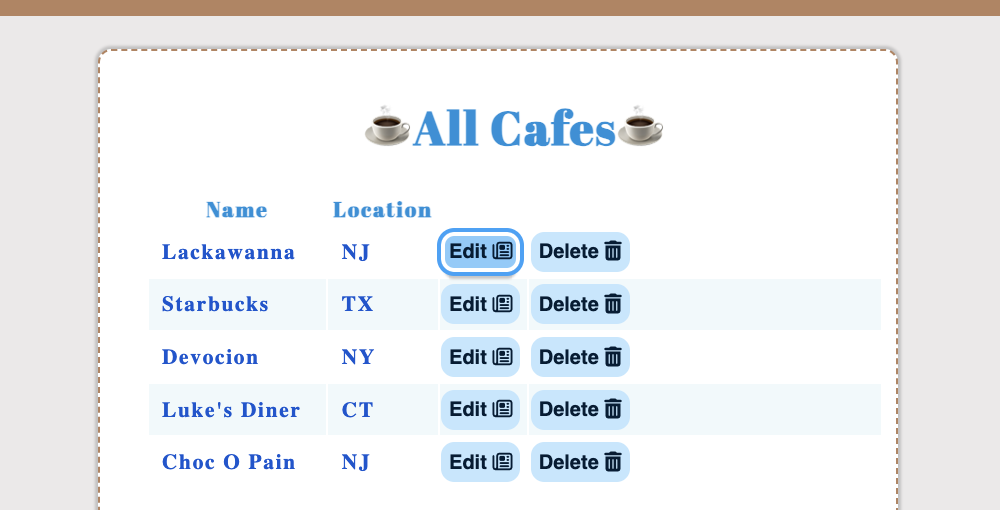 All Cafes
Name Location
Lackawanna NJ Edit Delete
Starbucks TX Edit Delete
Devocion NY Edit Delete
Luke's Diner CT Edit Delete
Choc O Pain NJ Edit Delete